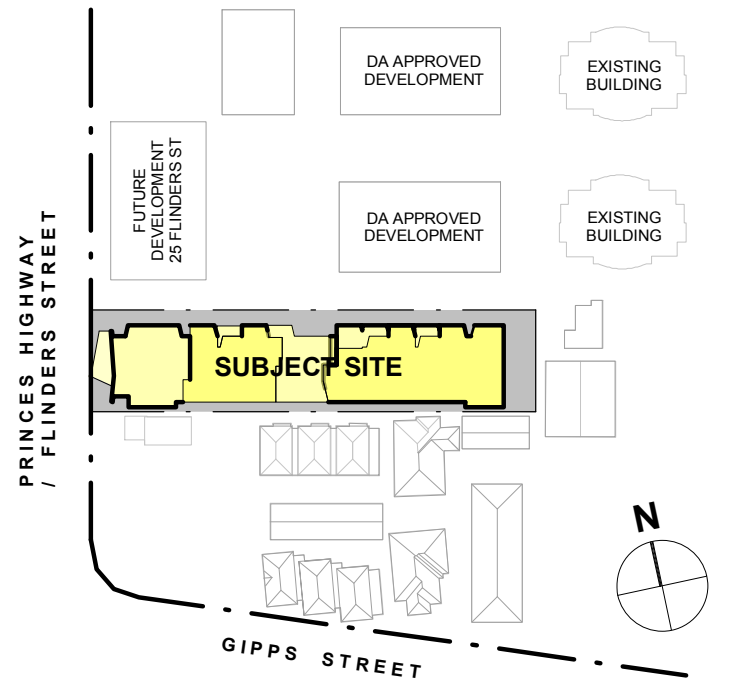 DA APPROVED
DEVELOPMENT
EXISTING
BUILDING
FUTURE
DEVELOPMENT
25 FLINDERS ST
DA APPROVED
DEVELOPMENT
EXISTING
BUILDING
PRINCES HIGHWAY
/ FLINDERS STREET
SUBJECT SITE
N
GIPPS STREET